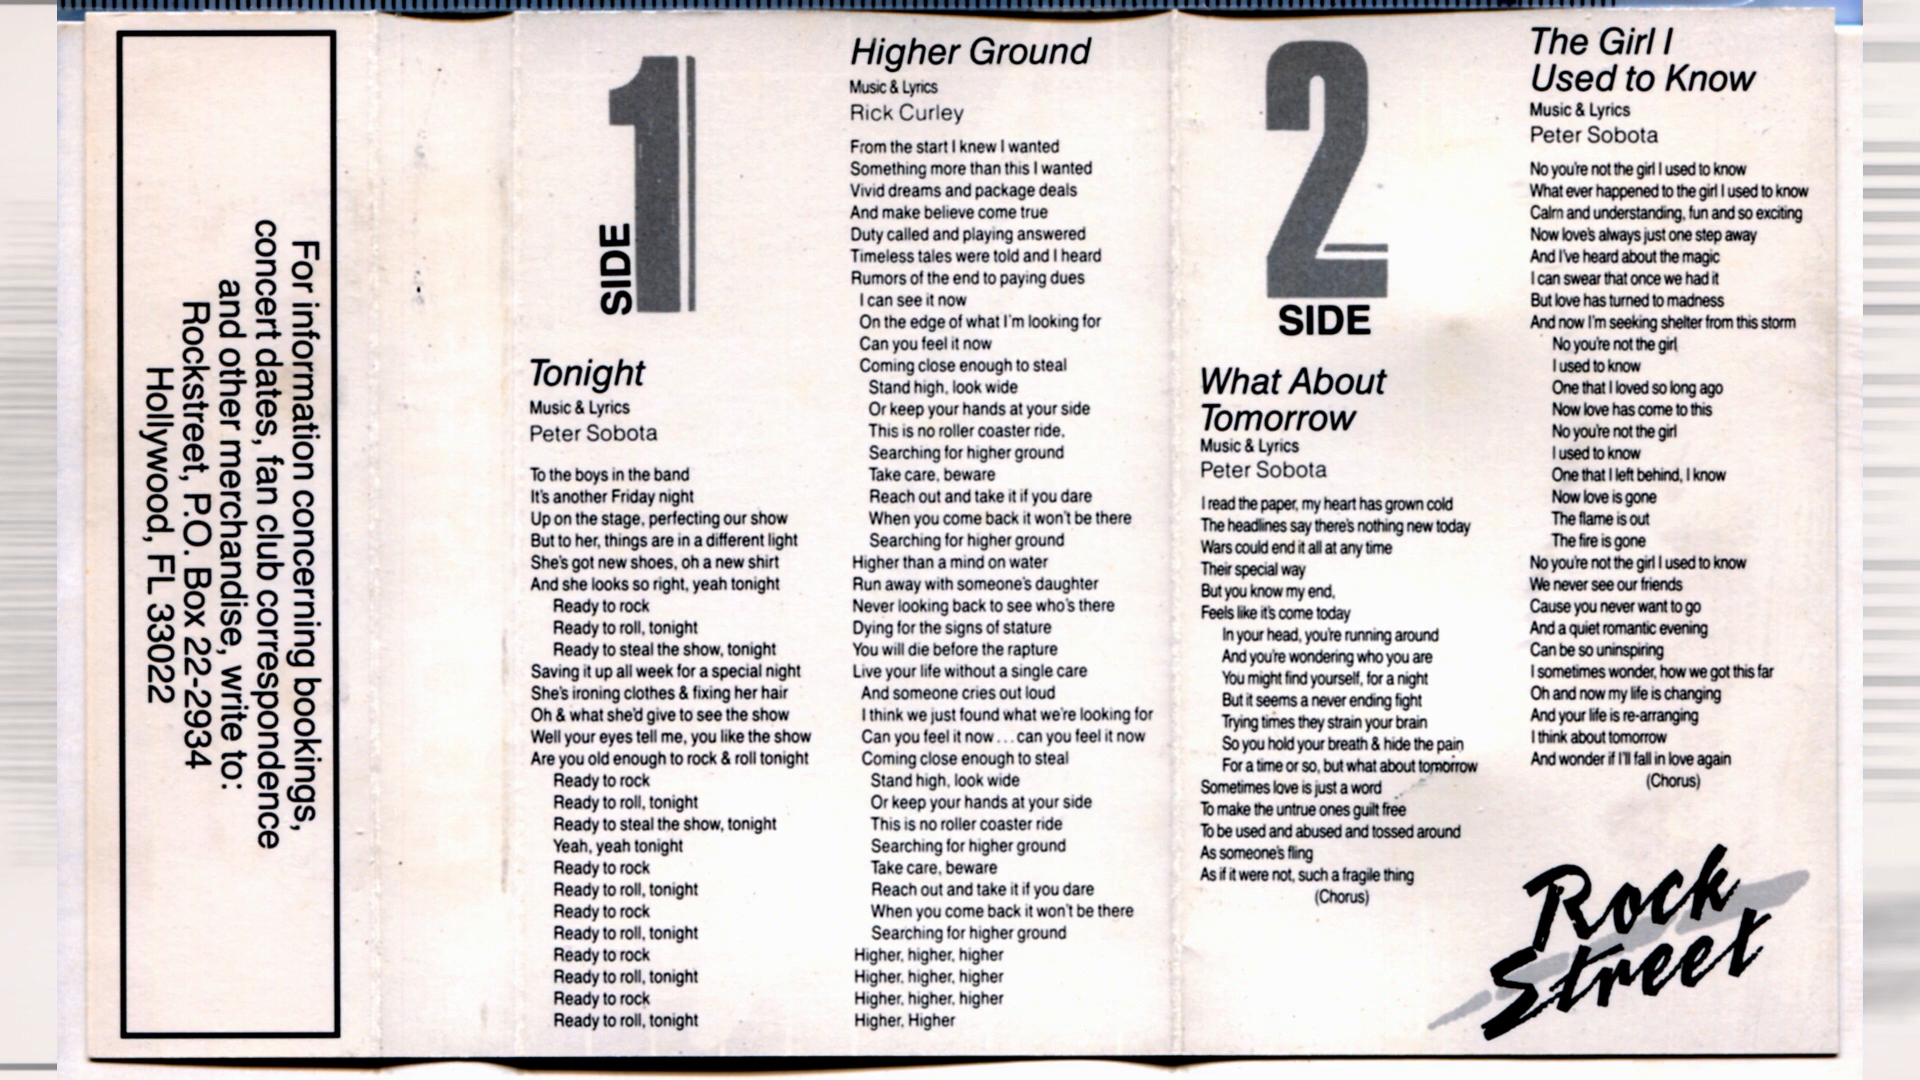 For information concerning bookings,
concert dates, fan club correspondence
and other merchandise, write to:
Rockstreet, P.O. Box 22-2934
Hollywood, FL 33022
SIDE 1
Tonight
Music & Lyrics
Peter Sobota
To the boys in the band
It's another Friday night
Up on the stage, perfecting our show
But to her, things are in a different light
She's got new shoes, oh a new shirt
And she looks so right, yeah tonight
Ready to rock
Ready to roll, tonight
Ready to steal the show, tonight
Saving it up all week for a special night
She's ironing clothes & fixing her hair
Oh & what she'd give to see the show
Well your eyes tell me, you like the show
Are you old enough to rock & roll tonight
Ready to rock
Ready to roll, tonight
Ready to steal the show, tonight
Yeah, yeah tonight
Ready to rock
Ready to roll, tonight
Ready to rock
Ready to roll, tonight
Ready to rock
Ready to roll, tonight
Ready to rock
Ready to roll, tonight
Higher Ground
Music & Lyrics
Rick Curley
From the start I knew I wanted
Something more than this I wanted
Vivid dreams and package deals
And make believe come true
Duty called and playing answered
Timeless tales were told and I heard
Rumors of the end to paying dues
I can see it now
On the edge of what I'm looking for
Can you feel it now
Coming close enough to steal
Stand high, look wide
Or keep your hands at your side
This is no roller coaster ride,
Searching for higher ground
Take care, beware
Reach out and take it if you dare
When you come back it won't be there
Searching for higher ground
Higher than a mind on water
Run away with someone's daughter
Never looking back to see who's there
Dying for the signs of stature
You will die before the rapture
Live your life without a single care
And someone cries out loud
I think we just found what we're looking for
Can you feel it now...can you feel it now
Coming close enough to steal
Stand high, look wide
Or keep your hands at your side
This is no roller coaster ride
Searching for higher ground
Take care, beware
Reach out and take it if you dare
When you come back it won't be there
Searching for higher ground
Higher, higher, higher
Higher, higher, higher
Higher, higher, higher
Higher, Higher
2 SIDE
What About
Tomorrow
Music & Lyrics
Peter Sobota
I read the paper, my heart has grown cold
The headlines say there's nothing new today
Wars could end it all at any time
Their special way
But you know my end,
Feels like it's come today
In your head, you're running around
And you're wondering who you are
You might find yourself, for a night
But it seems a never ending fight
Trying times they strain your brain
So you hold your breath & hide the pain
For a time or so, but what about tomorrow
Sometimes love is just a word
To make the untrue ones guilt free
To be used and abused and tossed around
As someone's fling
As if it were not, such a fragile thing
(Chorus)
The Girl I
Used to Know
Music & Lyrics
Peter Sobota
No you're not the girl I used to know
What ever happened to the girl I used to know
Calm and understanding, fun and so exciting
Now love's always just one step away
And I've heard about the magic
I can swear that once we had it
But love has turned to madness
And now I'm seeking shelter from this storm
No you're not the girl
I used to know
One that I loved so long ago
Now love has come to this
No you're not the girl
I used to know
One that I left behind, I know
Now love is gone
The flame is out
The fire is gone
No you're not the girl I used to know
We never see our friends
Cause you never want to go
And a quiet romantic evening
Can be so uninspiring
I sometimes wonder, how we got this far
Oh and now my life is changing
And your life is re-arranging
I think about tomorrow
And wonder if I'll fall in love again
(Chorus)
Rock
Street